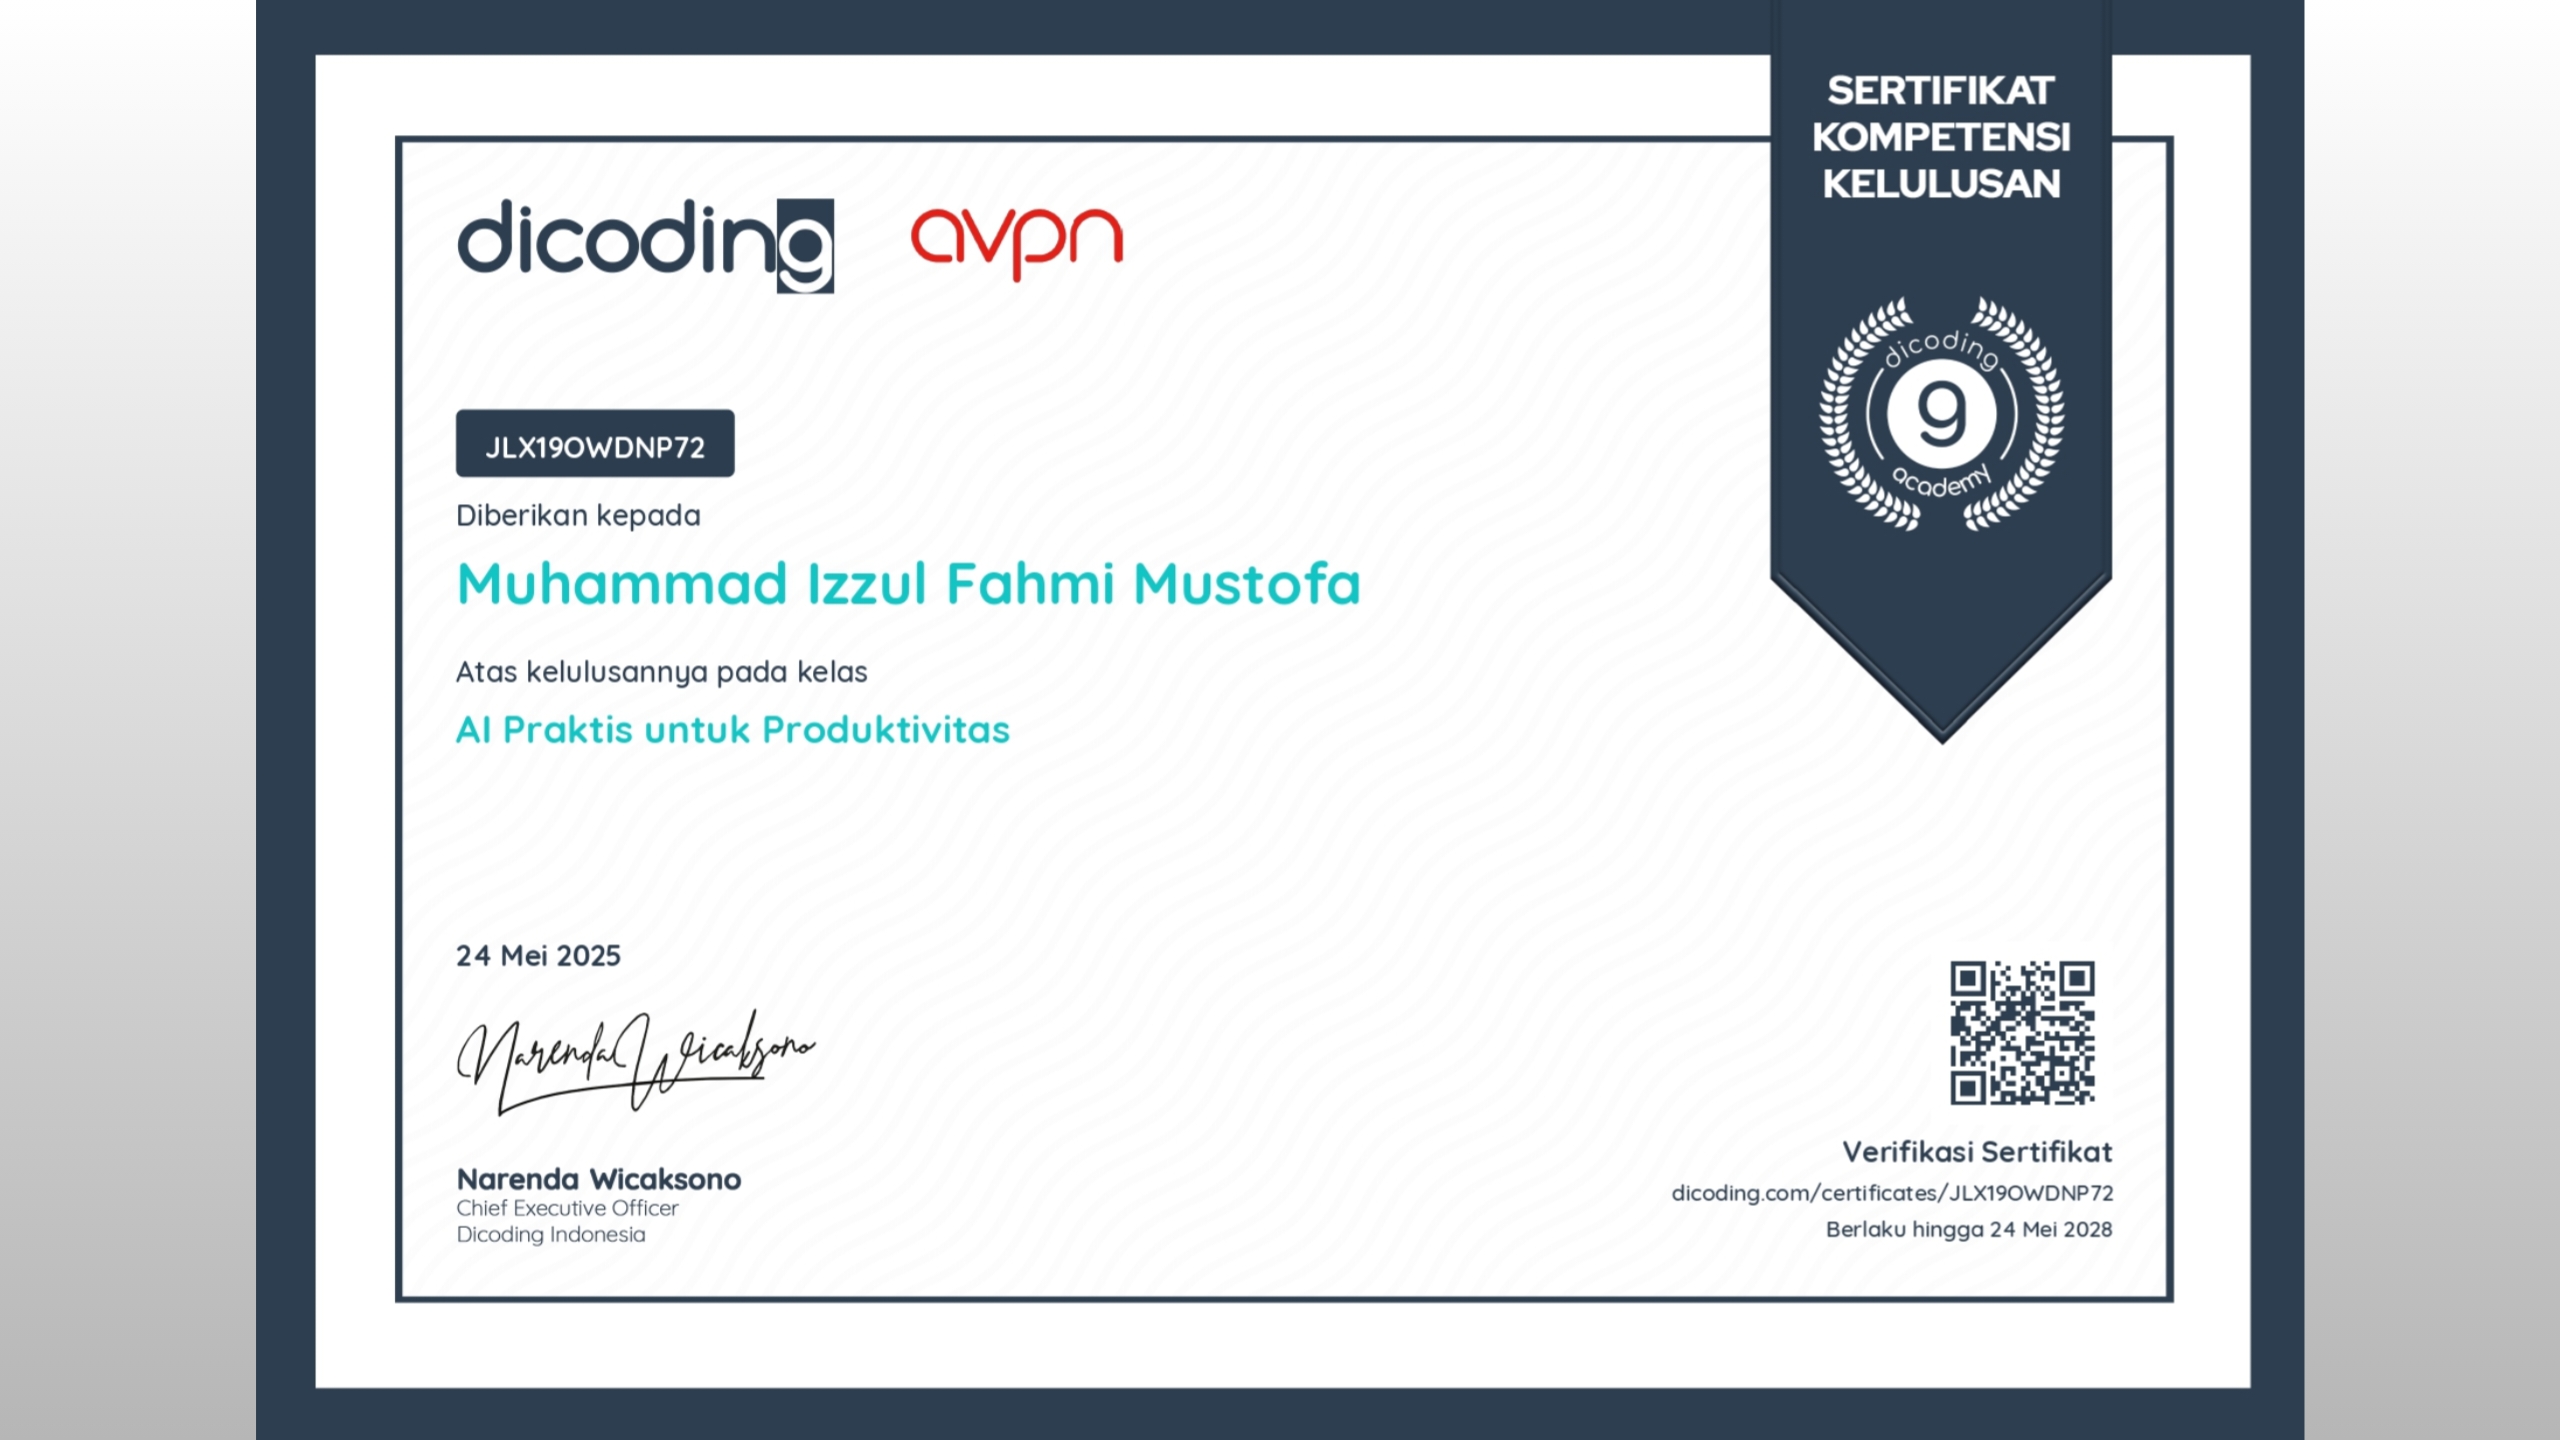 SERTIFIKAT
KOMPETENSI
KELULUSAN
dicoding
avpn
dicoding
g
academy
JLX19OWDNP72
Diberikan kepada
Muhammad Izzul Fahmi Mustofa
Atas kelulusannya pada kelas
AI Praktis untuk Produktivitas
24 Mei 2025
Narenda Wicaksono
Narenda Wicaksono
Chief Executive Officer
Dicoding Indonesia
Verifikasi Sertifikat
dicoding.com/certificates/JLX19OWDNP72
Berlaku hingga 24 Mei 2028